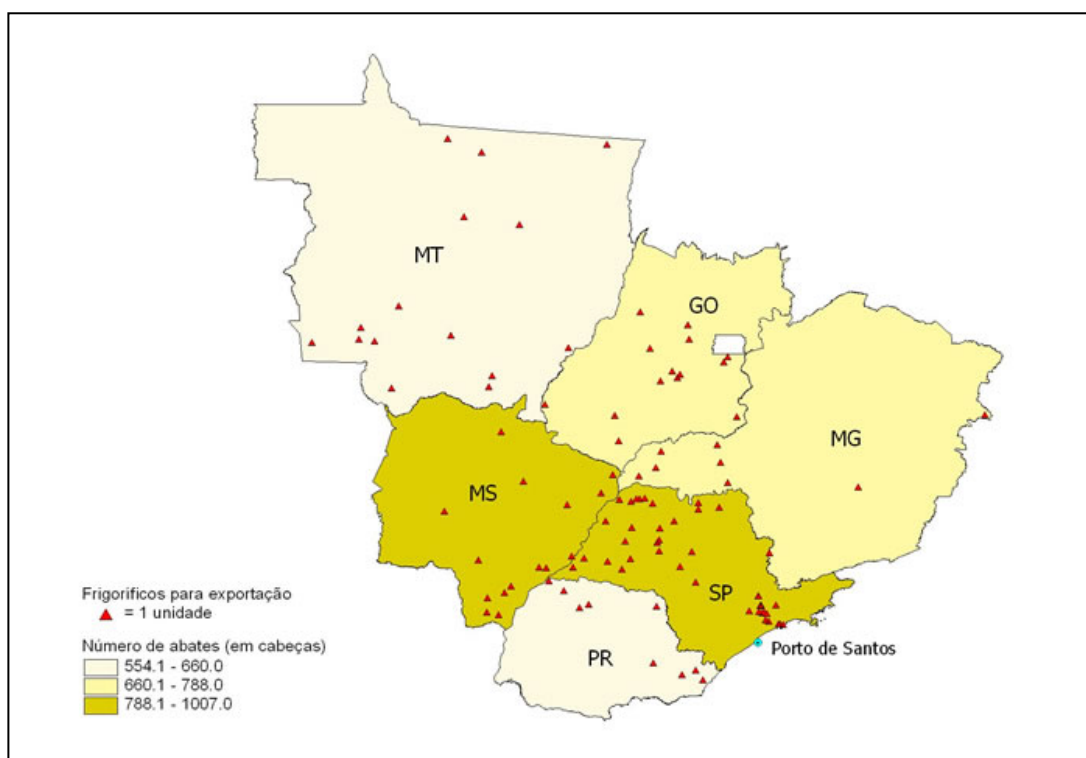 MT
GO
MG
MS
SP
PR
Porto de Santos
Frigoríficos para exportação
= 1 unidade
Número de abates (em cabeças)
554.1 - 660.0
660.1 - 788.0
788.1 - 1007.0